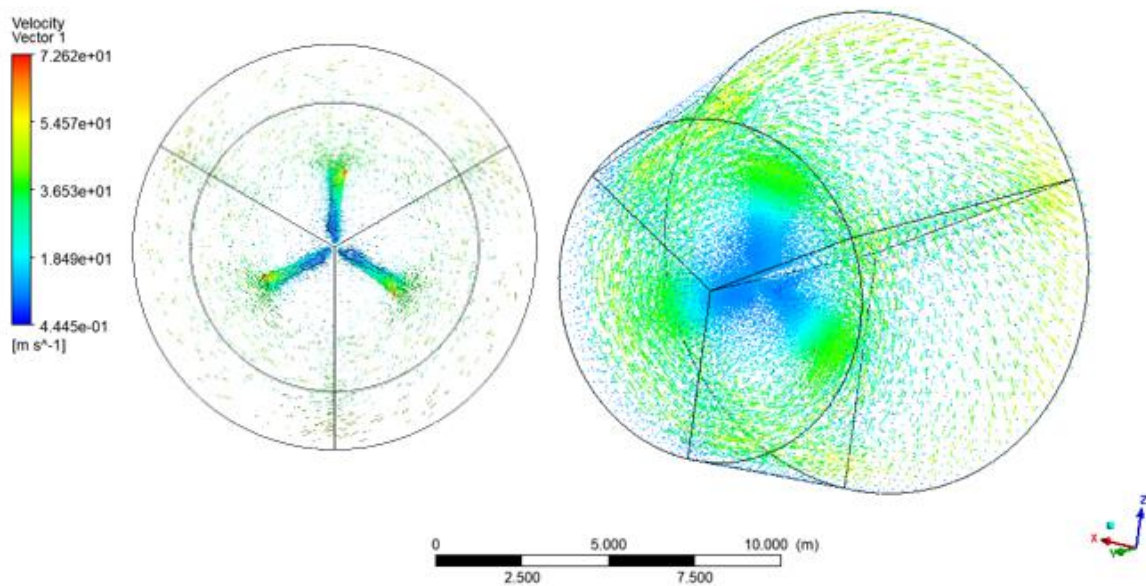 Velocity
Vector 1
7.262e+01
5.457e+01
3.653e+01
1.849e+01
4.445e-01
[m s^-1]
0 5.000 10.000 (m)
2.500 7.500
Z
X
Y